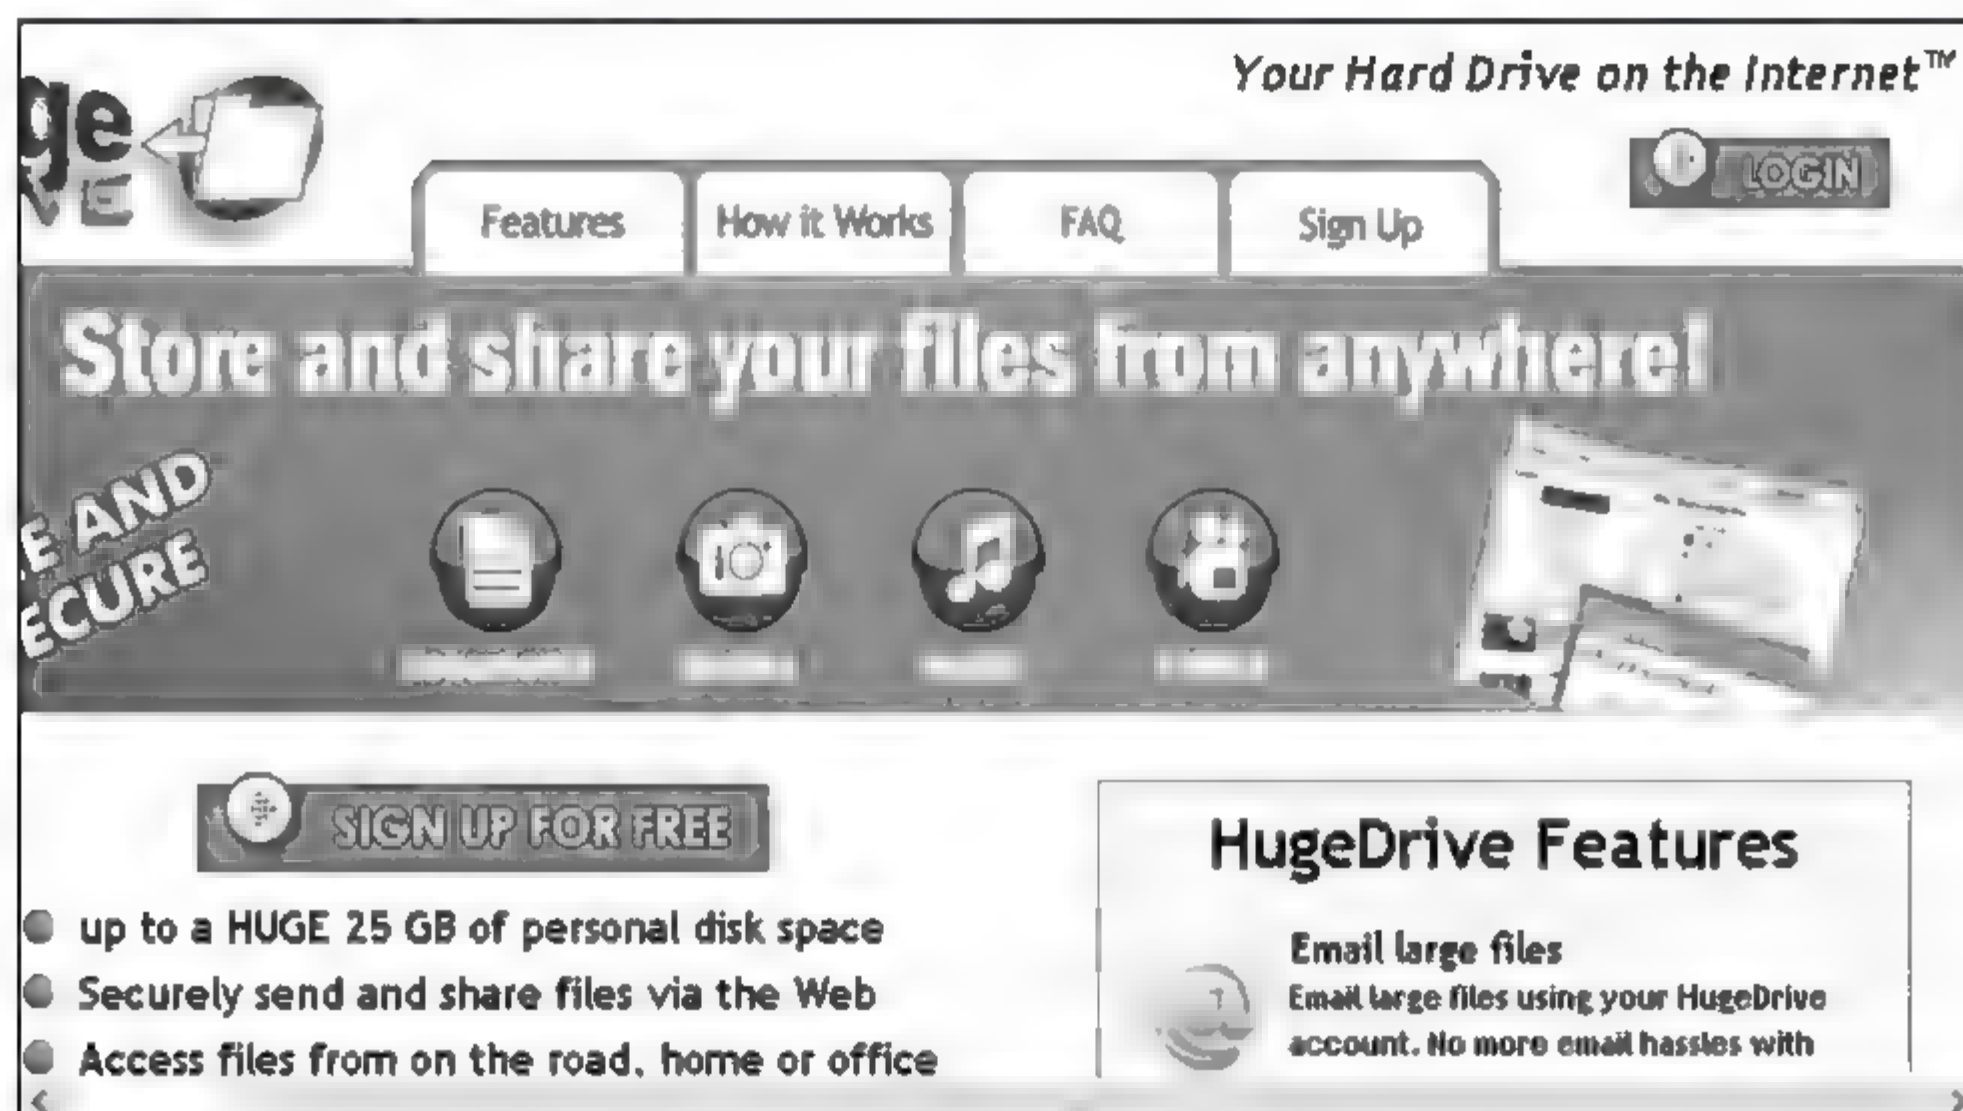 Your Hard Drive on the Internet™
ge
VE
LOGIN
Features
How it Works
FAQ
Sign Up
Store and share your files from anywhere!
E AND
ECURE
SIGN UP FOR FREE
up to a HUGE 25 GB of personal disk space
Securely send and share files via the Web
Access files from on the road, home or office
HugeDrive Features
Email large files
Email large files using your HugeDrive
account. No more email hassles with